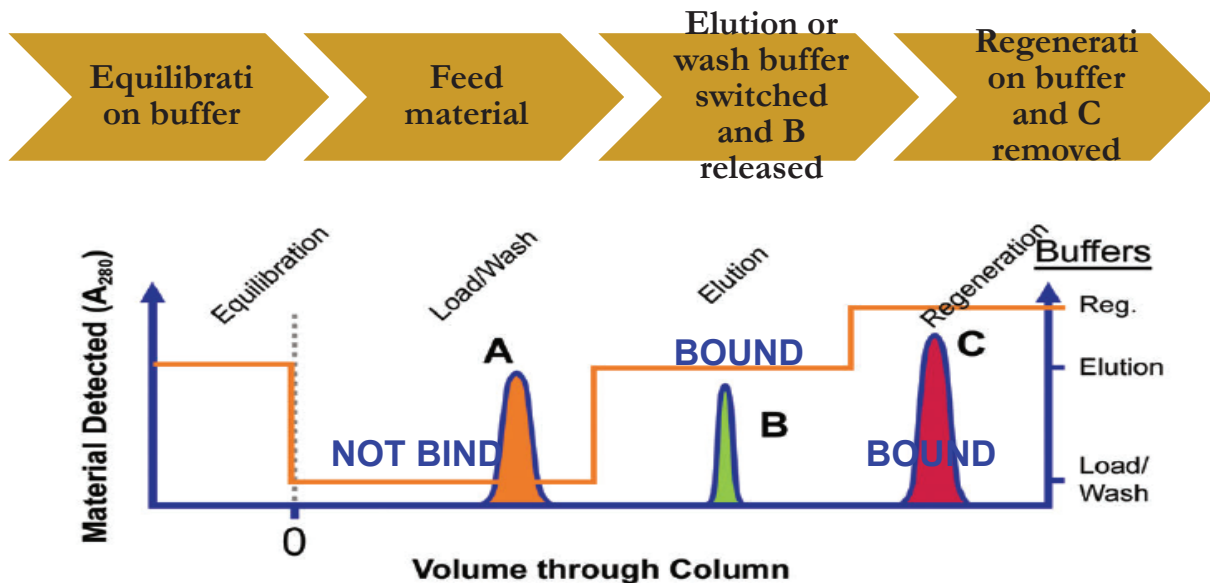 Equilibrati
on buffer
Feed
material
Elution or
wash buffer
switched
and B
released
Regenerati
on buffer
and C
removed
Equilibration
Load/Wash
Elution
Regeneration
Buffers
Material Detected (A₂₈₀)
A
BOUND
C
Reg.
Elution
B
NOT BIND
BOUND
Load/
Wash
0
Volume through Column